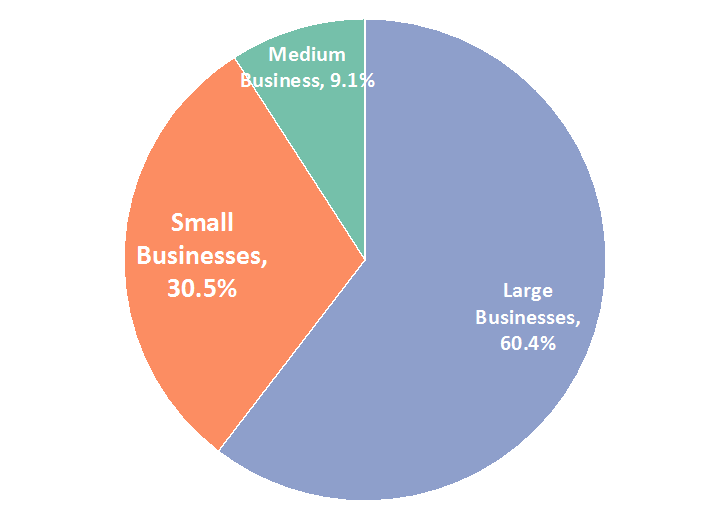 Medium
Business, 9.1%
Small
Businesses,
30.5%
Large
Businesses,
60.4%